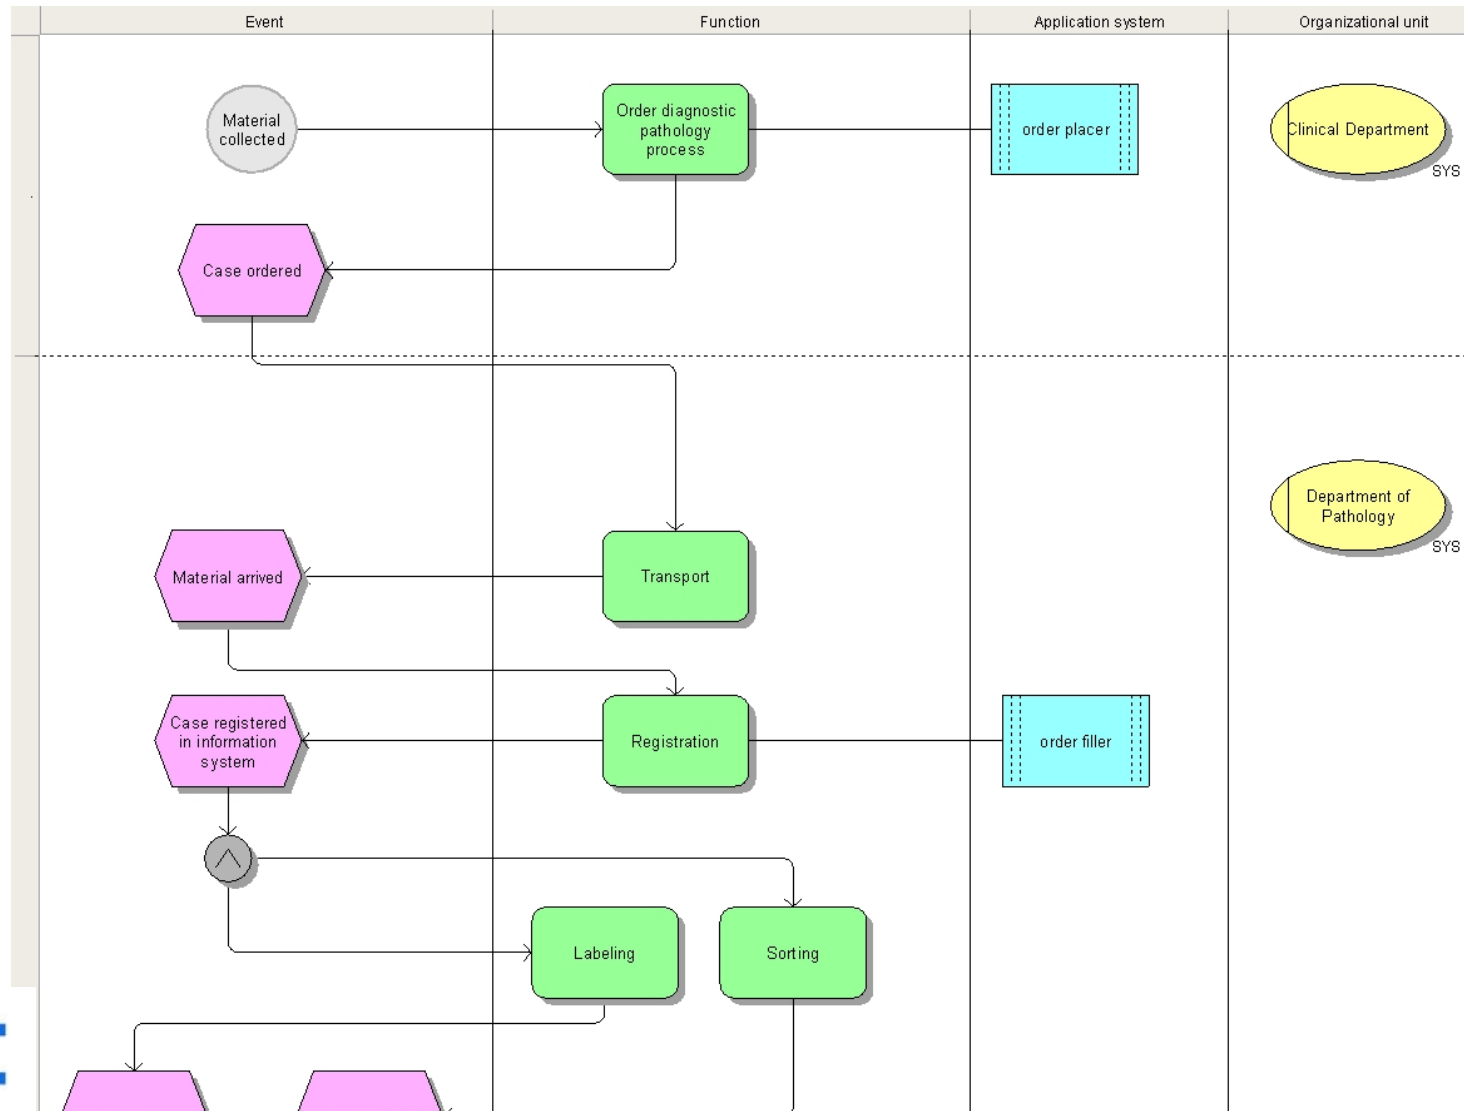 Event
Function
Application system
Organizational unit
Material
collected
Order diagnostic
pathology
process
order placer
Clinical Department
SYS
Case ordered
Department of
Pathology
SYS
Material arrived
Transport
Case registered
in information
system
Registration
order filler
Labeling
Sorting